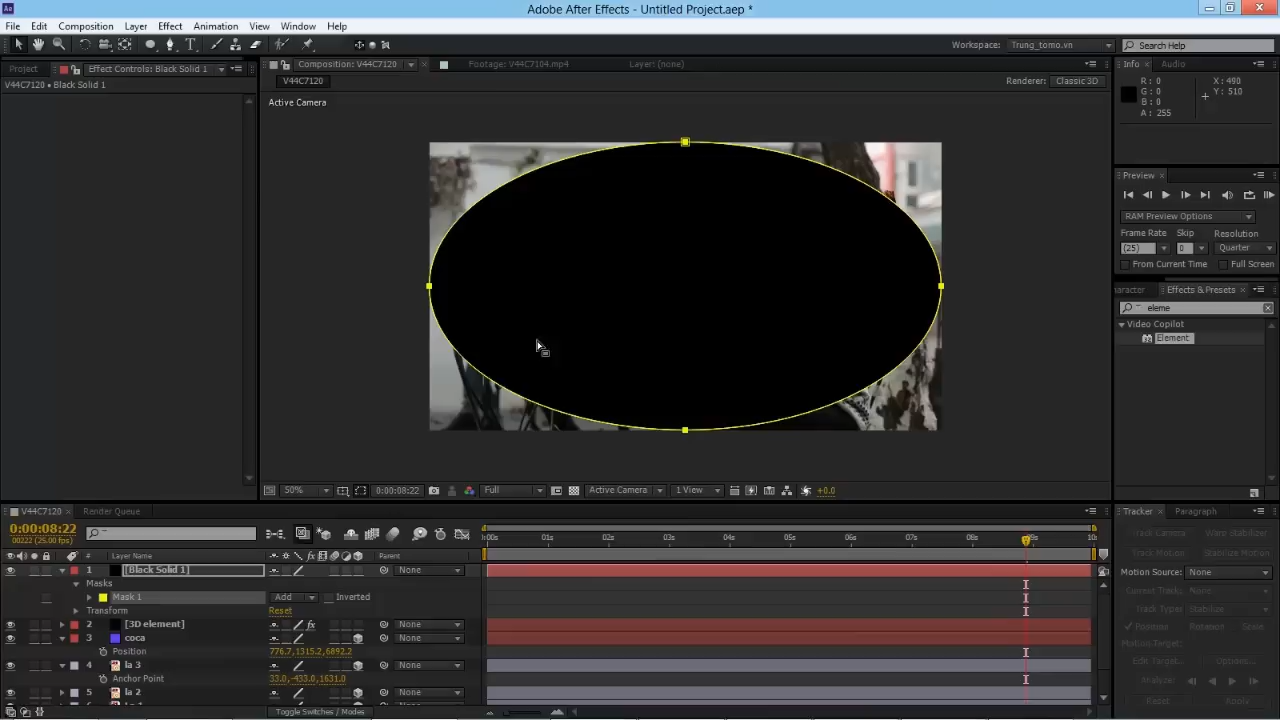 Adobe After Effects - Untitled Project.aep *
File Edit Composition Layer Effect Animation View Window Help
Workspace: Trung_tomo.vn Search Help
Project Effect Controls: Black Solid 1 Composition: V44C7120 Footage: V44C7104.mp4 Layer: (none) Info Audio
V44C7120 • Black Solid 1 V44C7120 Renderer: Classic 3D
R: 0 X: 490
G: 0 Y: 510
B: 0
A: 255
Active Camera
Preview
RAM Preview Options
Frame Rate Skip Resolution
(25) 0 Quarter
From Current Time Full Screen
aracter Effects & Presets
eleme
Video Copilot
Element
50% 0:00:08:22 Full Active Camera 1 View +0.0
V44C7120 Render Queue Tracker Paragraph
0:00:08:22
00222 (25.00 fps)
Track Camera Warp Stabilizer
Track Motion Stabilize Motion
:00s 01s 02s 03s 04s 05s 06s 07s 08s 09s 10s
# Layer Name Parent
1 [Black Solid 1] None
Motion Source: None
Masks
Current Track: None
Mask 1 Add Inverted
Track Type: Stabilize
Transform Reset
2 [3D element] fx None
Position Rotation Scale
3 coca None
Motion Target:
Position 776.7,1315.2,6892.2
Edit Target... Options...
4 la 3 None
Anchor Point 33.0,-433.0,1631.0
Analyze:
5 la 2 None
Reset Apply
Toggle Switches / Modes